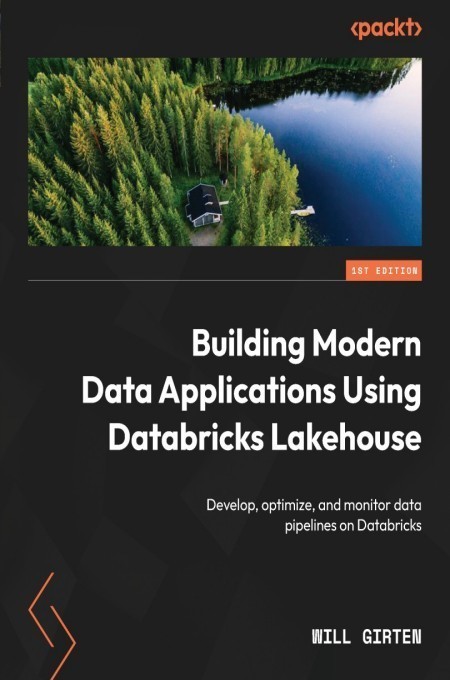 <packt>
1ST EDITION
Building Modern
Data Applications Using
Databricks Lakehouse
Develop, optimize, and monitor data
pipelines on Databricks
WILL GIRTEN